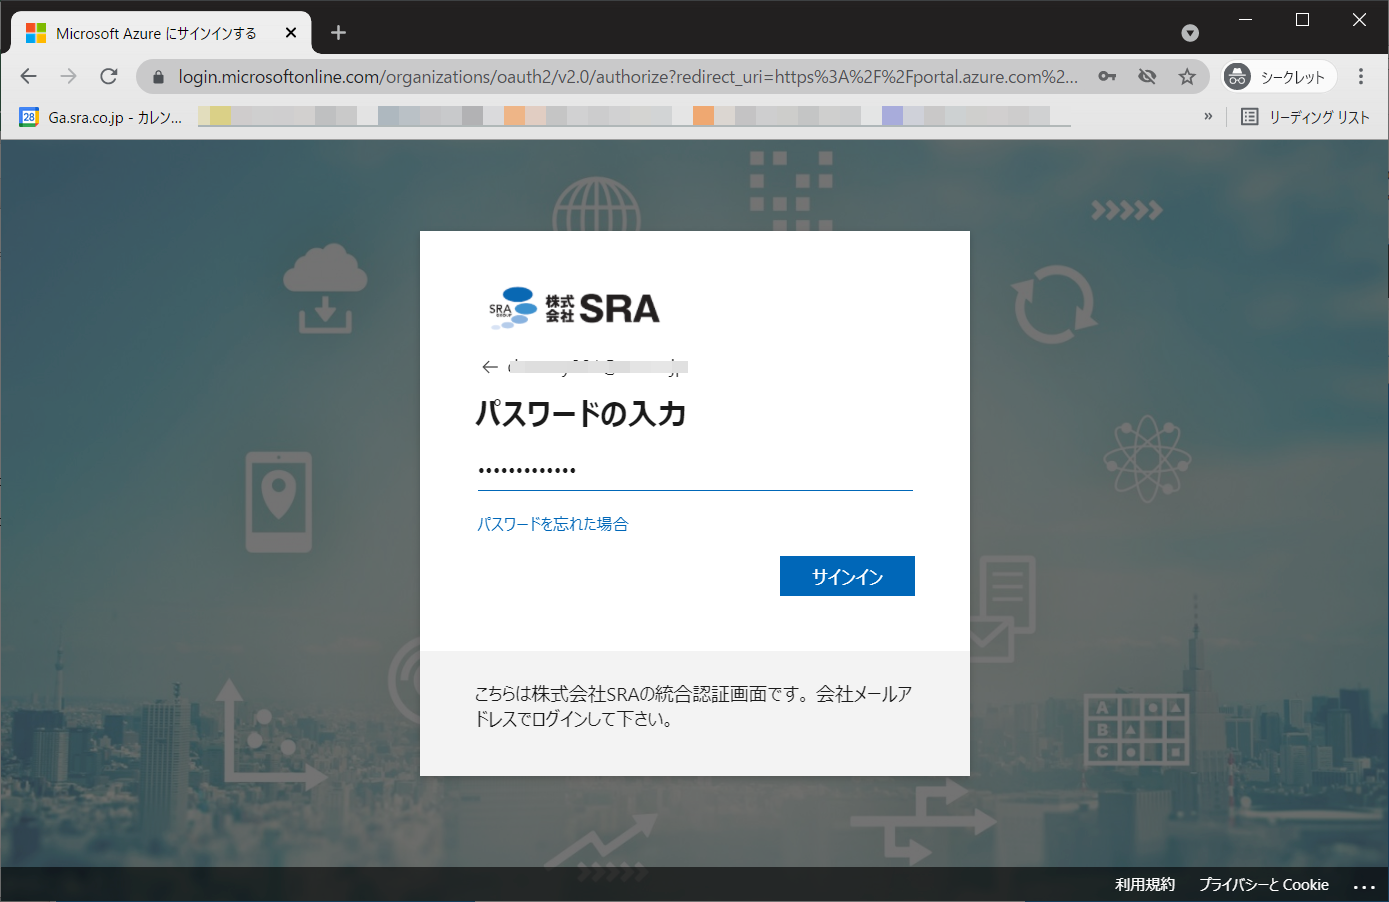 Microsoft Azure にサインインする
login.microsoftonline.com/organizations/oauth2/v2.0/authorize?redirect_uri=https%3A%2F%2Fportal.azure.com%2...
シークレット
28
Ga.sra.co.jp - カレン...
»
リーディング リスト
SRA
GROUP
株式会社 SRA
パスワードの入力
•••••••••••••
パスワードを忘れた場合
サインイン
こちらは株式会社SRAの統合認証画面です。会社メールア
ドレスでログインして下さい。
A
B
C
利用規約 プライバシーと Cookie ...